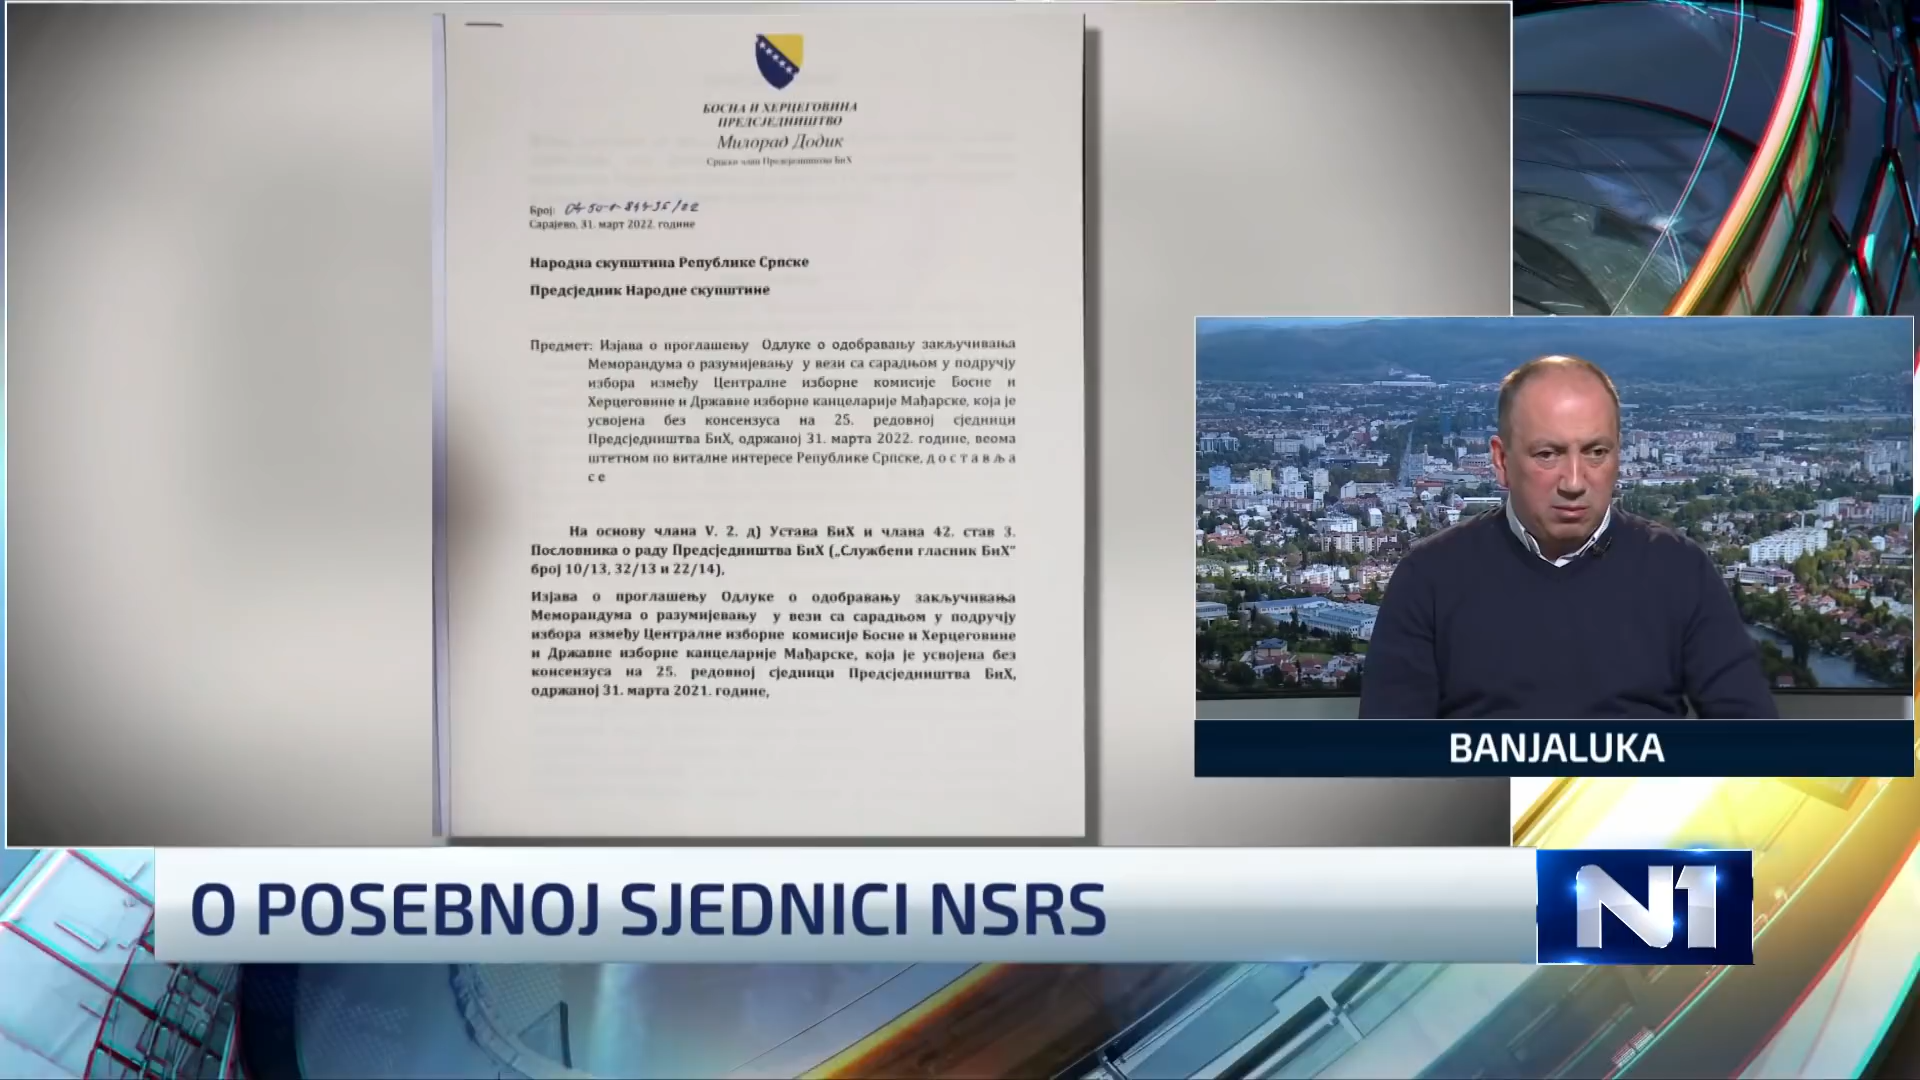 БОСНА И ХЕРЦЕГОВИНА
ПРЕДСЈЕДНИШТВО
Милорад Додик
Српски члан Предсједништва БиХ
Број:
Сарајево, 31. март 2022. године
Народна скупштина Републике Српске
Предсједник Народне скупштине
Предмет: Изјава о проглашењу Одлуке о одобравању закључивања
Меморандума о разумијевању у вези са сарадњом у подручју
избора између Централне изборне комисије Босне и
Херцеговине и Државне изборне канцеларије Мађарске, која је
усвојена без консензуса на 25. редовној сједници
Предсједништва БиХ, одржаној 31. марта 2022. године, веома
штетном по виталне интересе Републике Српске, д о с т а в љ а
с е
На основу члана V. 2. д) Устава БиХ и члана 42. став 3.
Пословника о раду Предсједништва БиХ („Службени гласник БиХ"
број 10/13, 32/13 и 22/14),
Изјава о проглашењу Одлуке о одобравању закључивања
Меморандума о разумијевању у вези са сарадњом у подручју
избора између Централне изборне комисије Босне и Херцеговине
и Државне изборне канцеларије Мађарске, која је усвојена без
консензуса на 25. редовној сједници Предсједништва БиХ,
одржаној 31. марта 2021. године,
BANJALUKA
O POSEBNOJ SJEDNICI NSRS
N1